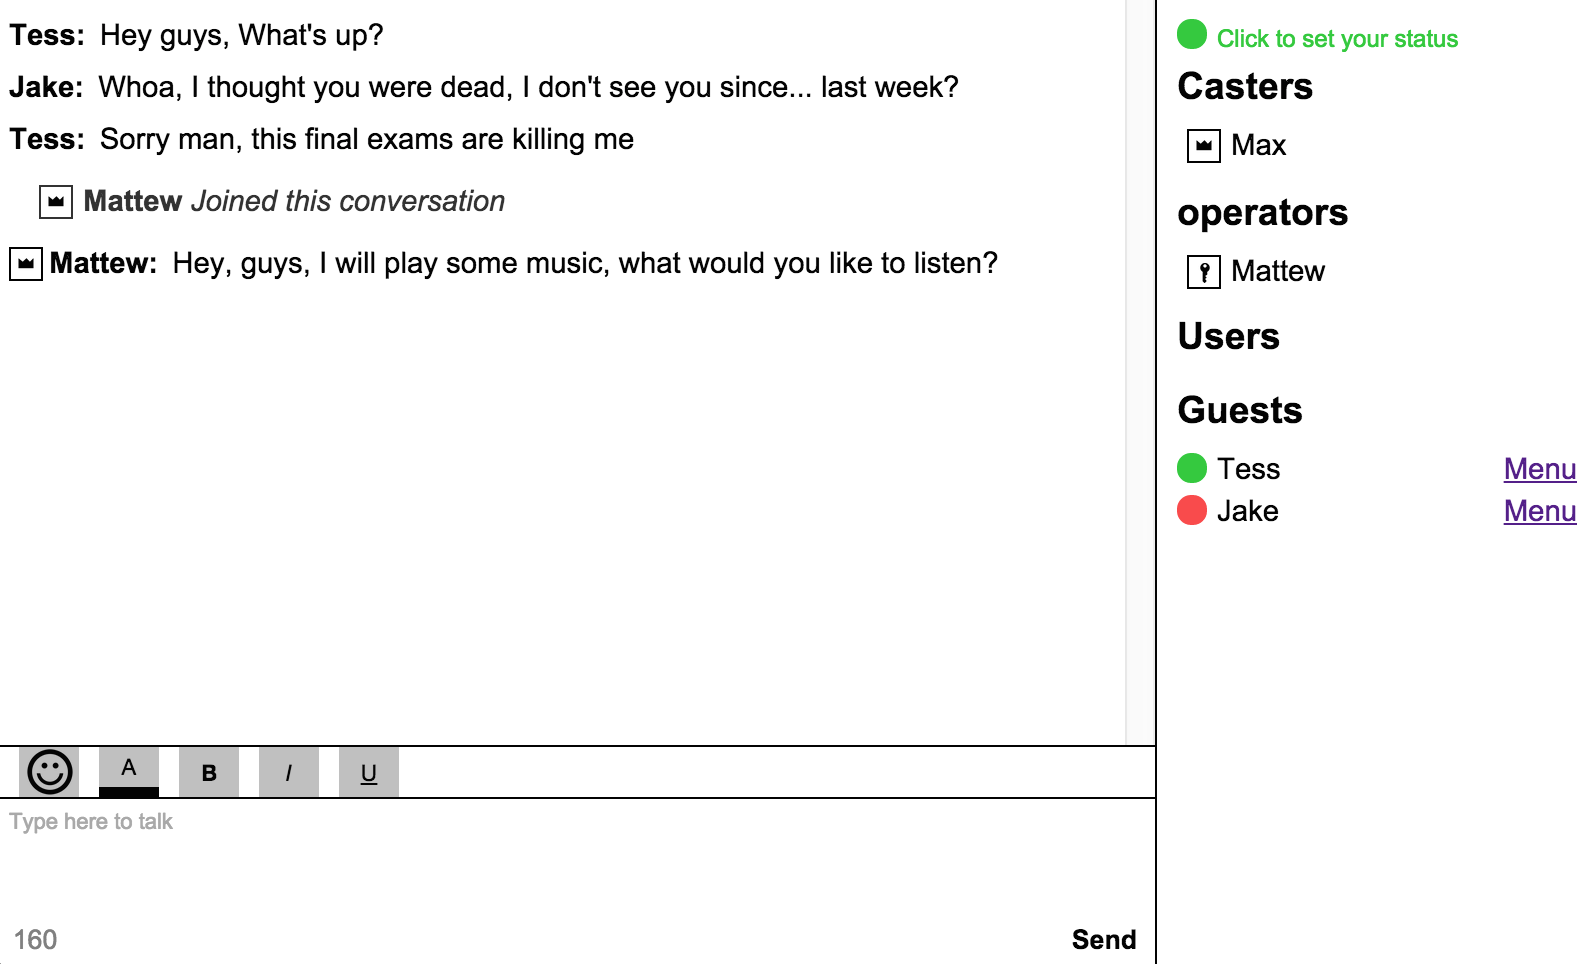 Tess: Hey guys, What's up?
Jake: Whoa, I thought you were dead, I don't see you since... last week?
Tess: Sorry man, this final exams are killing me
Mattew Joined this conversation
Mattew: Hey, guys, I will play some music, what would you like to listen?
A B I U
Type here to talk
160 Send
Click to set your status
Casters
Max
operators
Mattew
Users
Guests
Tess Menu
Jake Menu